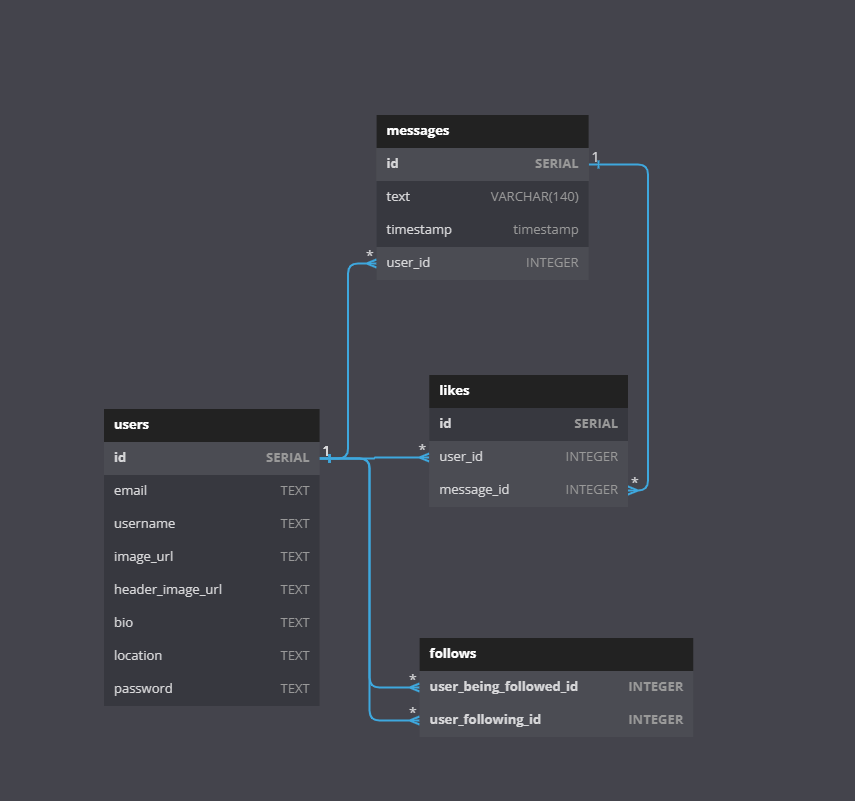 messages
id SERIAL 1
text VARCHAR(140)
timestamp timestamp
* user_id INTEGER
likes
id SERIAL
* user_id INTEGER
message_id INTEGER *
users
id SERIAL 1
email TEXT
username TEXT
image_url TEXT
header_image_url TEXT
bio TEXT
location TEXT
password TEXT
follows
* user_being_followed_id INTEGER
* user_following_id INTEGER